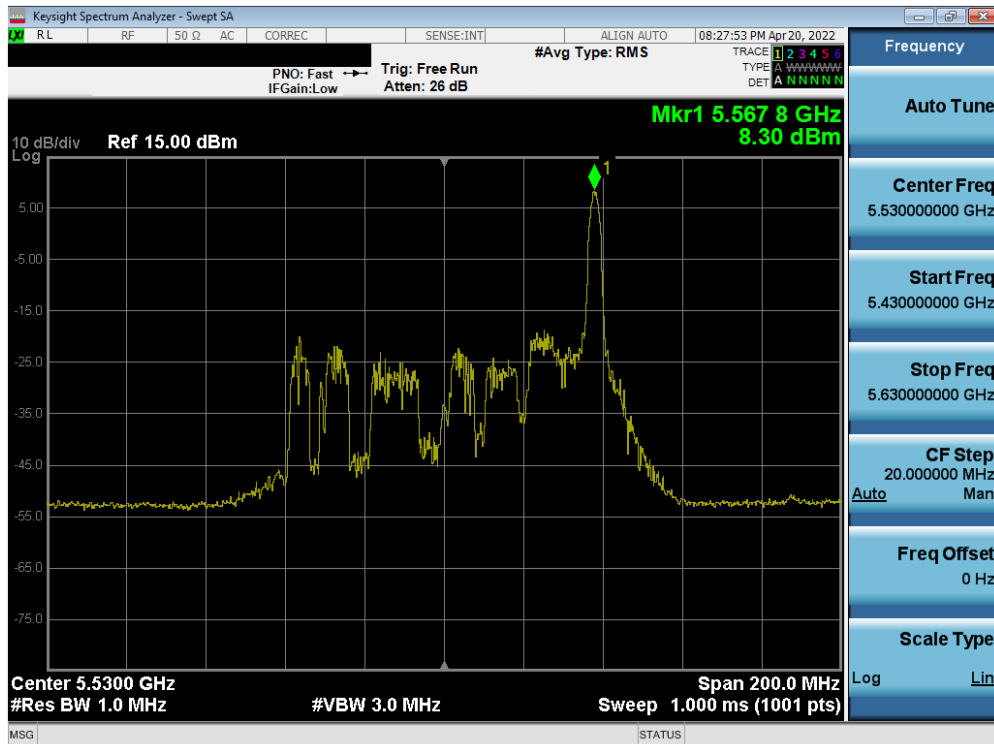 Keysight Spectrum Analyzer - Swept SA
LXI RL RF 50 Ω AC CORREC SENSE:INT ALIGN AUTO 08:27:53 PM Apr 20, 2022
PNO: Fast
IFGain:Low
Trig: Free Run
Atten: 26 dB
#Avg Type: RMS
TRACE 1 2 3 4 5 6
TYPE A WWWWW
DET A N N N N N
Mkr1 5.567 8 GHz
8.30 dBm
10 dB/div Ref 15.00 dBm
Log
1
5.00
-5.00
-15.0
-25.0
-35.0
-45.0
-55.0
-65.0
-75.0
Center 5.5300 GHz Span 200.0 MHz
#Res BW 1.0 MHz #VBW 3.0 MHz Sweep 1.000 ms (1001 pts)
MSG STATUS
Frequency
Auto Tune
Center Freq
5.530000000 GHz
Start Freq
5.430000000 GHz
Stop Freq
5.630000000 GHz
CF Step
20.000000 MHz
Auto Man
Freq Offset
0 Hz
Scale Type
Log Lin